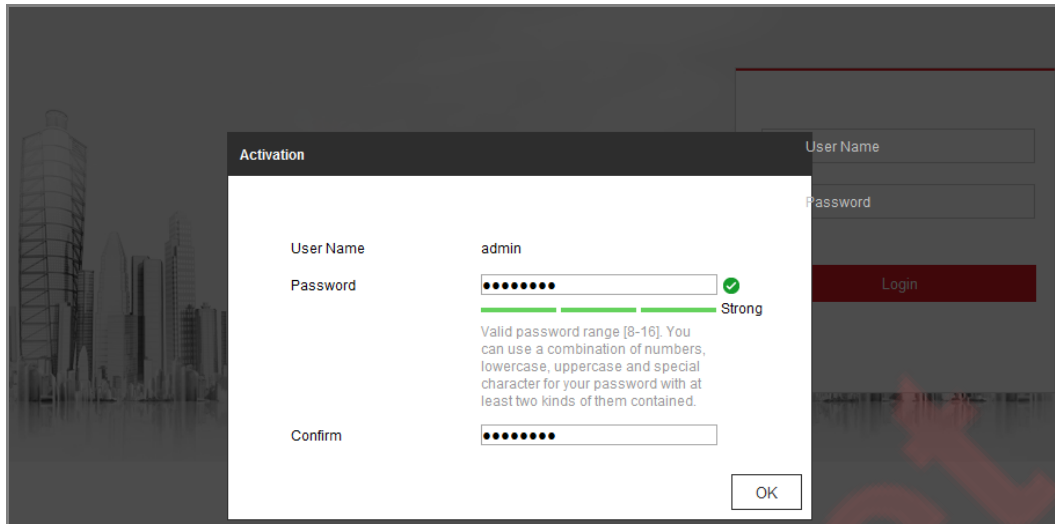 Activation
User Name
Password
Login
User Name admin
Password ●●●●●●●●
Strong
Valid password range [8-16]. You
can use a combination of numbers,
lowercase, uppercase and special
character for your password with at
least two kinds of them contained.
Confirm ●●●●●●●●
OK